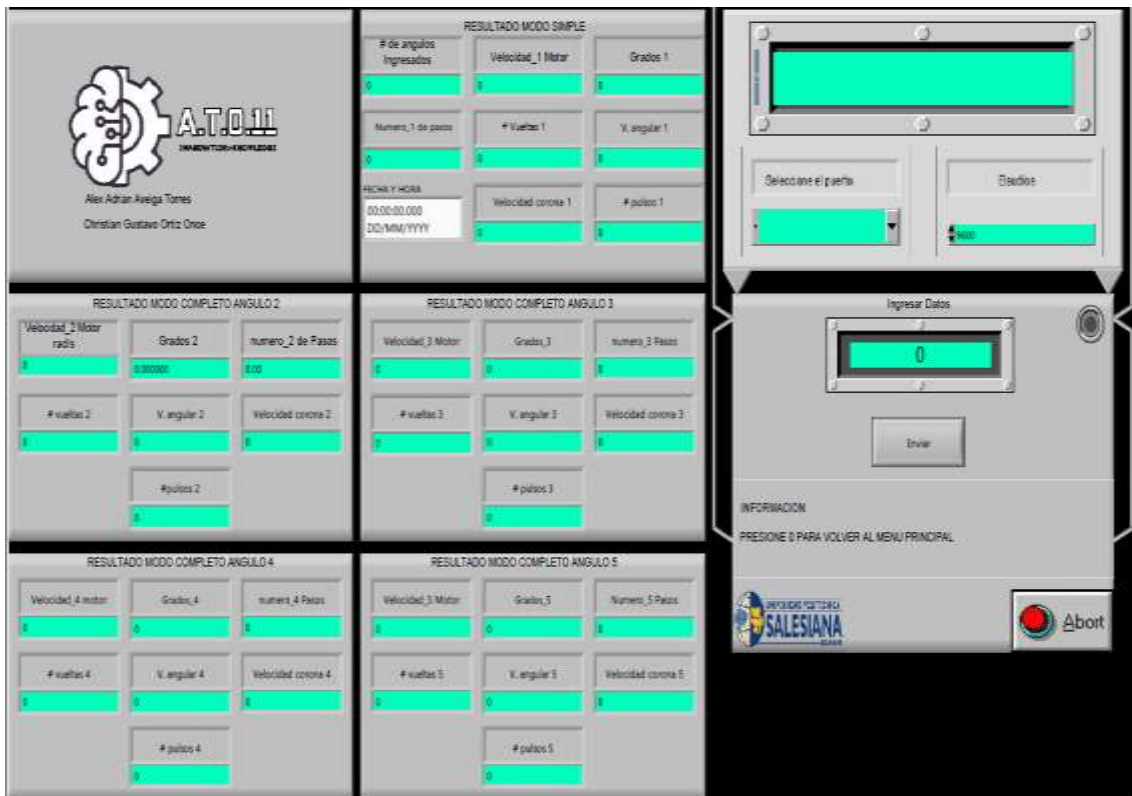 A.T.O.11
IMAGINATION>KNOWLEDGE
Alex Adrian Aveiga Torres
Christian Gustavo Ortiz Once
RESULTADO MODO SIMPLE
# de angulos Ingresados
0
Velocidad_1 Motor
0
Grados 1
0
Numero_1 de pasos
0
# Vueltas 1
0
V. angular 1
0
FECHA Y HORA
00:00:00.000
DD/MM/YYYY
Velocidad corona 1
0
# pulsos 1
0
Seleccione el puerto
Baudios
9600
RESULTADO MODO COMPLETO ANGULO 2
Velocidad_2 Motor
rad/s
0
Grados 2
0.000000
numero_2 de Pasos
0.00
# vueltas 2
0
V. angular 2
0
Velocidad corona 2
0
#pulsos 2
0
RESULTADO MODO COMPLETO ANGULO 3
Velocidad_3 Motor
0
Grados_3
0
numero_3 Pasos
0
# vueltas 3
0
V. angular 3
0
Velocidad corona 3
0
# pulsos 3
0
Ingresar Datos
0
Enviar
INFORMACION
PRESIONE 0 PARA VOLVER AL MENU PRINCIPAL
UNIVERSIDAD POLITÉCNICA
SALESIANA
ECUADOR
Abort
RESULTADO MODO COMPLETO ANGULO 4
Velocidad_4 motor
0
Grados_4
0
numero_4 Pasos
0
# vueltas 4
0
V. angular 4
0
Velocidad corona 4
0
# pulsos 4
0
RESULTADO MODO COMPLETO ANGULO 5
Velocidad_5 Motor
0
Grados_5
0
Numero_5 Pasos
0
# vueltas 5
0
V. angular 5
0
Velocidad corona 5
0
# pulsos 5
0